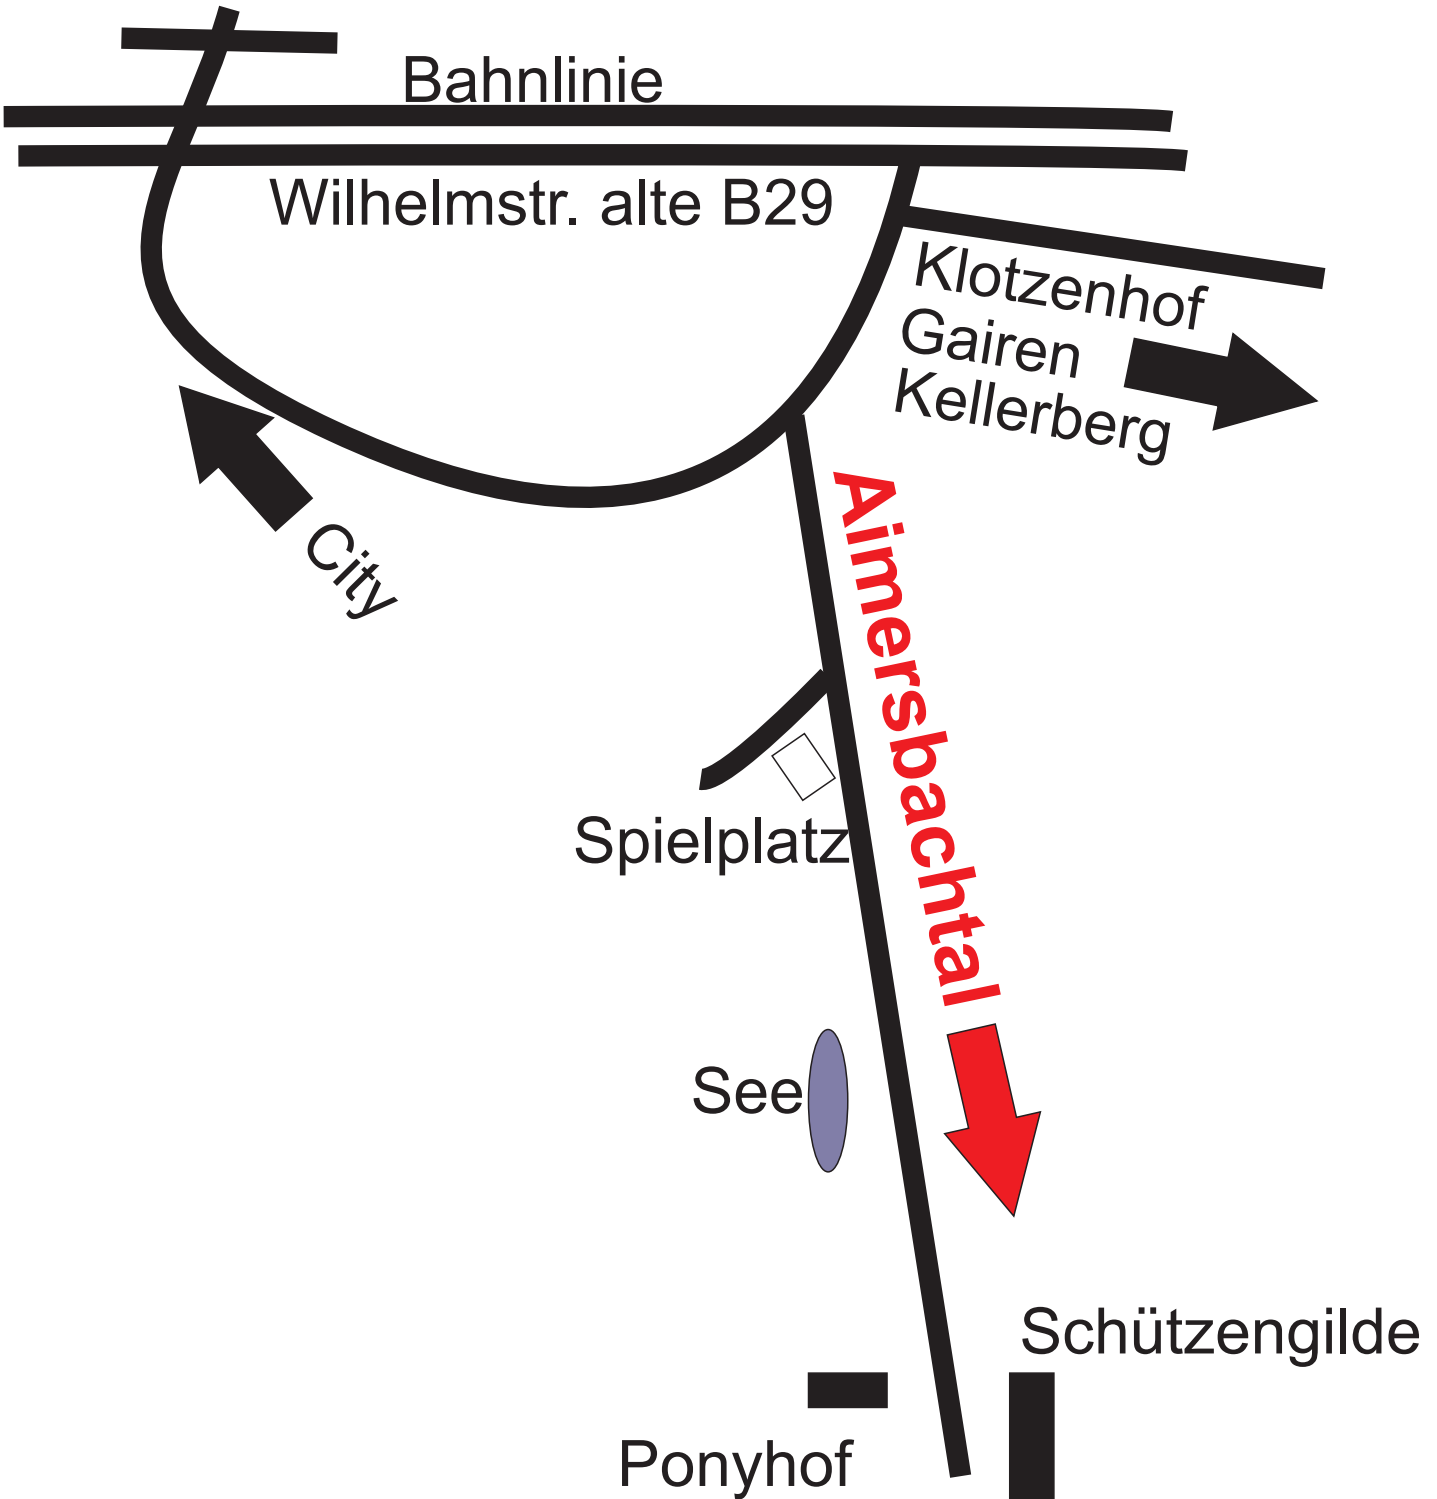 Bahnlinie
Wilhelmstr. alte B29
Klotzenhof
Gairen
Kellerberg
City
Aimersbachtal
Spielplatz
See
Schützengilde
Ponyhof